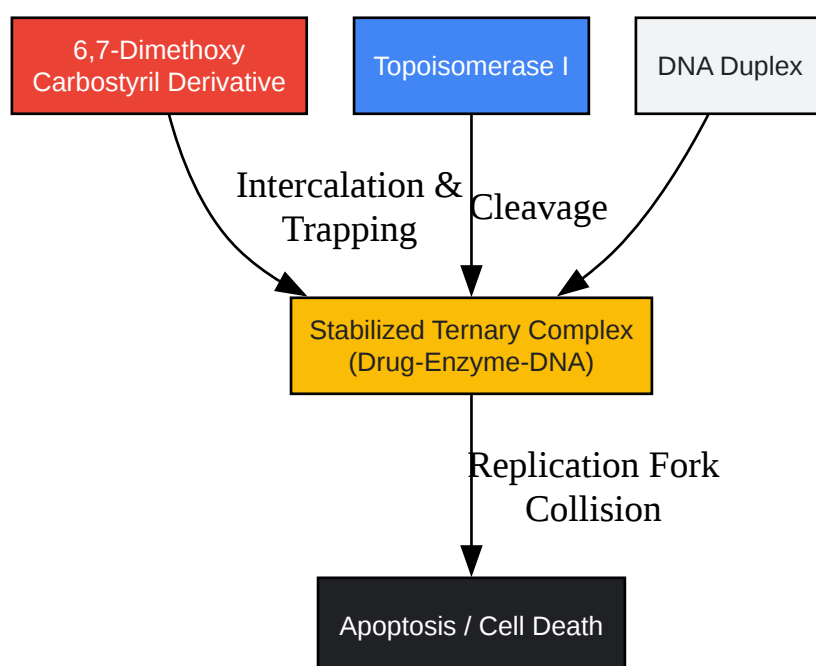 6,7-Dimethoxy
Carbostyril Derivative
Topoisomerase I
DNA Duplex
Intercalation &
Trapping
Cleavage
Stabilized Ternary Complex
(Drug-Enzyme-DNA)
Replication Fork
Collision
Apoptosis / Cell Death